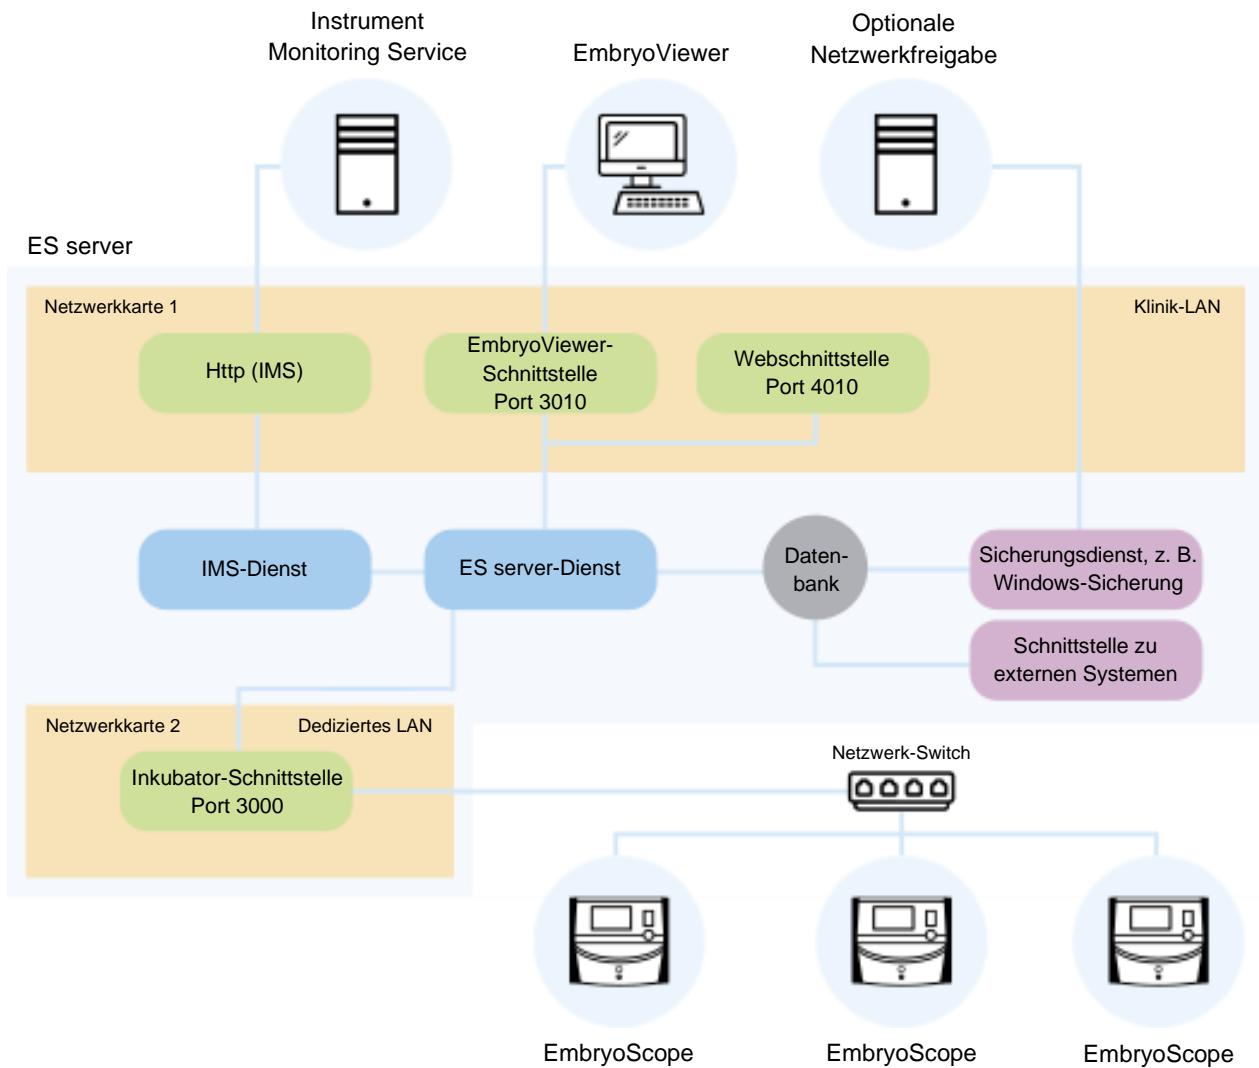 Instrument
Monitoring Service
EmbryoViewer
Optionale
Netzwerkfreigabe
ES server
Netzwerkkarte 1
Klinik-LAN
Http (IMS)
EmbryoViewer-
Schnittstelle
Port 3010
Webschnittstelle
Port 4010
IMS-Dienst
ES server-Dienst
Daten-
bank
Sicherungsdienst, z. B.
Windows-Sicherung
Schnittstelle zu
externen Systemen
Netzwerkkarte 2
Dediziertes LAN
Inkubator-Schnittstelle
Port 3000
Netzwerk-Switch
EmbryoScope
EmbryoScope
EmbryoScope